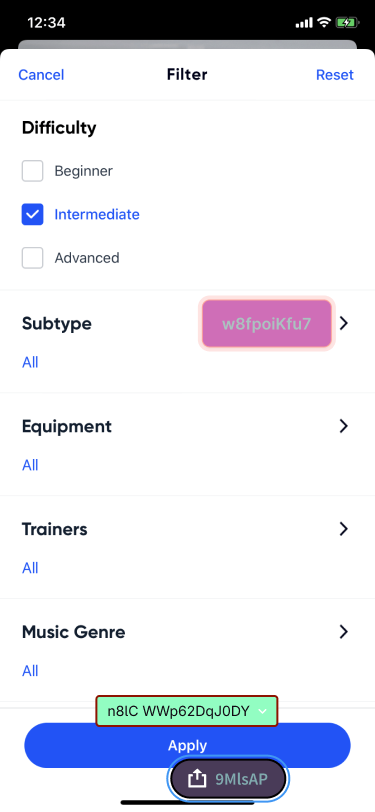 12:34
Cancel Filter Reset
Difficulty
Beginner
Intermediate
Advanced
Subtype w8fpoiKfu7
All
Equipment
All
Trainers
All
Music Genre
All
n8lC WWp62DqJ0DY
Apply
9MlsAP